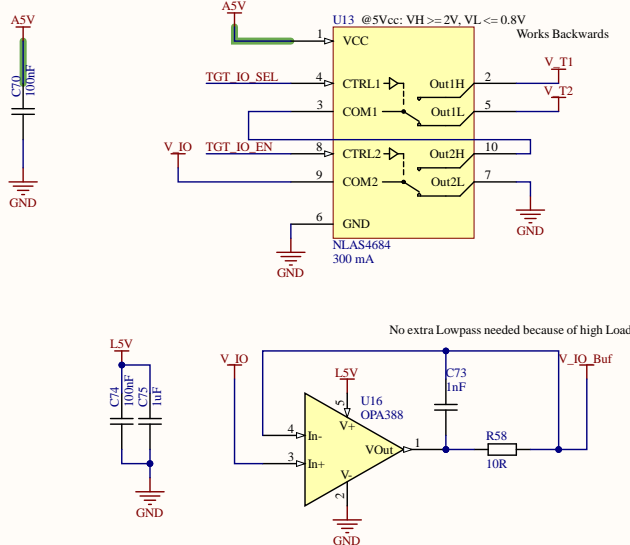 A5V
C70
100nF
GND
A5V
U13 @5Vcc: VH >= 2V, VL <= 0.8V
Works Backwards
1 VCC
TGT_IO_SEL 4 CTRL1 Out1H 2 V_T1
3 COM1 Out1L 5 V_T2
V_IO TGT_IO_EN 8 CTRL2 Out2H 10
9 COM2 Out2L 7
6 GND
GND
NLAS4684
300 mA
GND
No extra Lowpass needed because of high Load
L5V
C74
100nF
C75
1uF
GND
V_IO
L5V
U16
OPA388
C73
1nF
V_IO_Buf
5
V+
4 In-
3 In+
VOut 1
R58
10R
V-
2
GND